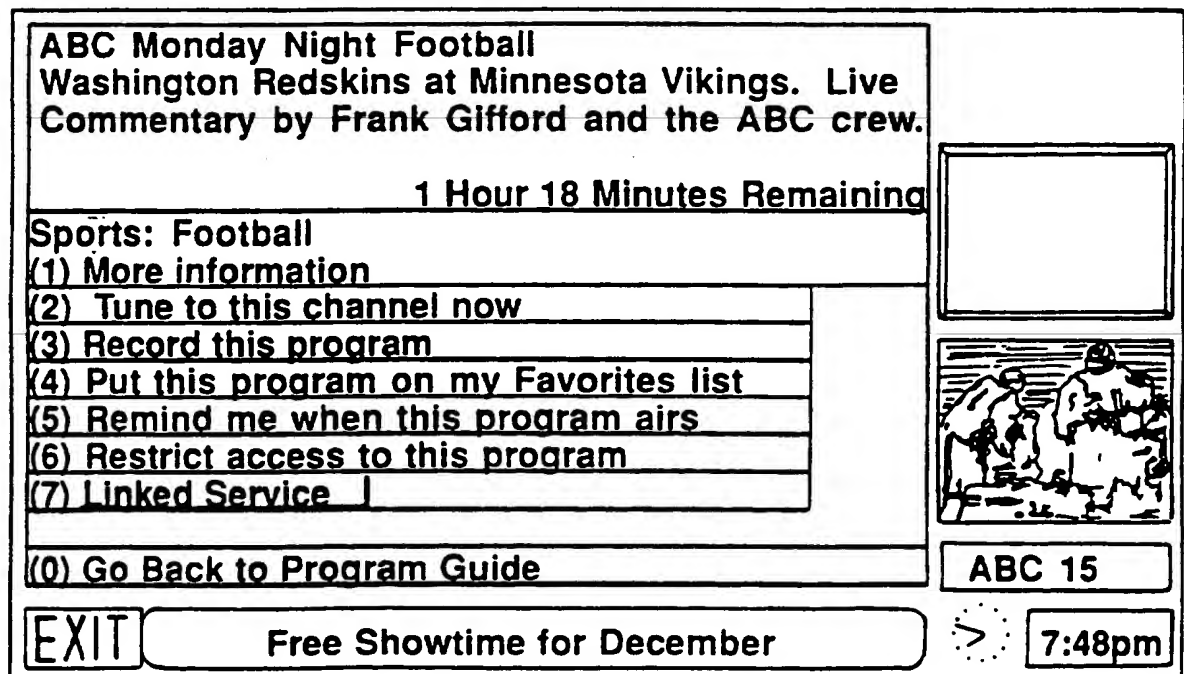 ABC Monday Night Football
Washington Redskins at Minnesota Vikings. Live
Commentary by Frank Gifford and the ABC crew.
1 Hour 18 Minutes Remaining
Sports: Football
(1) More information
(2) Tune to this channel now
(3) Record this program
(4) Put this program on my Favorites list
(5) Remind me when this program airs
(6) Restrict access to this program
(7) Linked Service
(0) Go Back to Program Guide
ABC 15
EXIT
Free Showtime for December
7:48pm